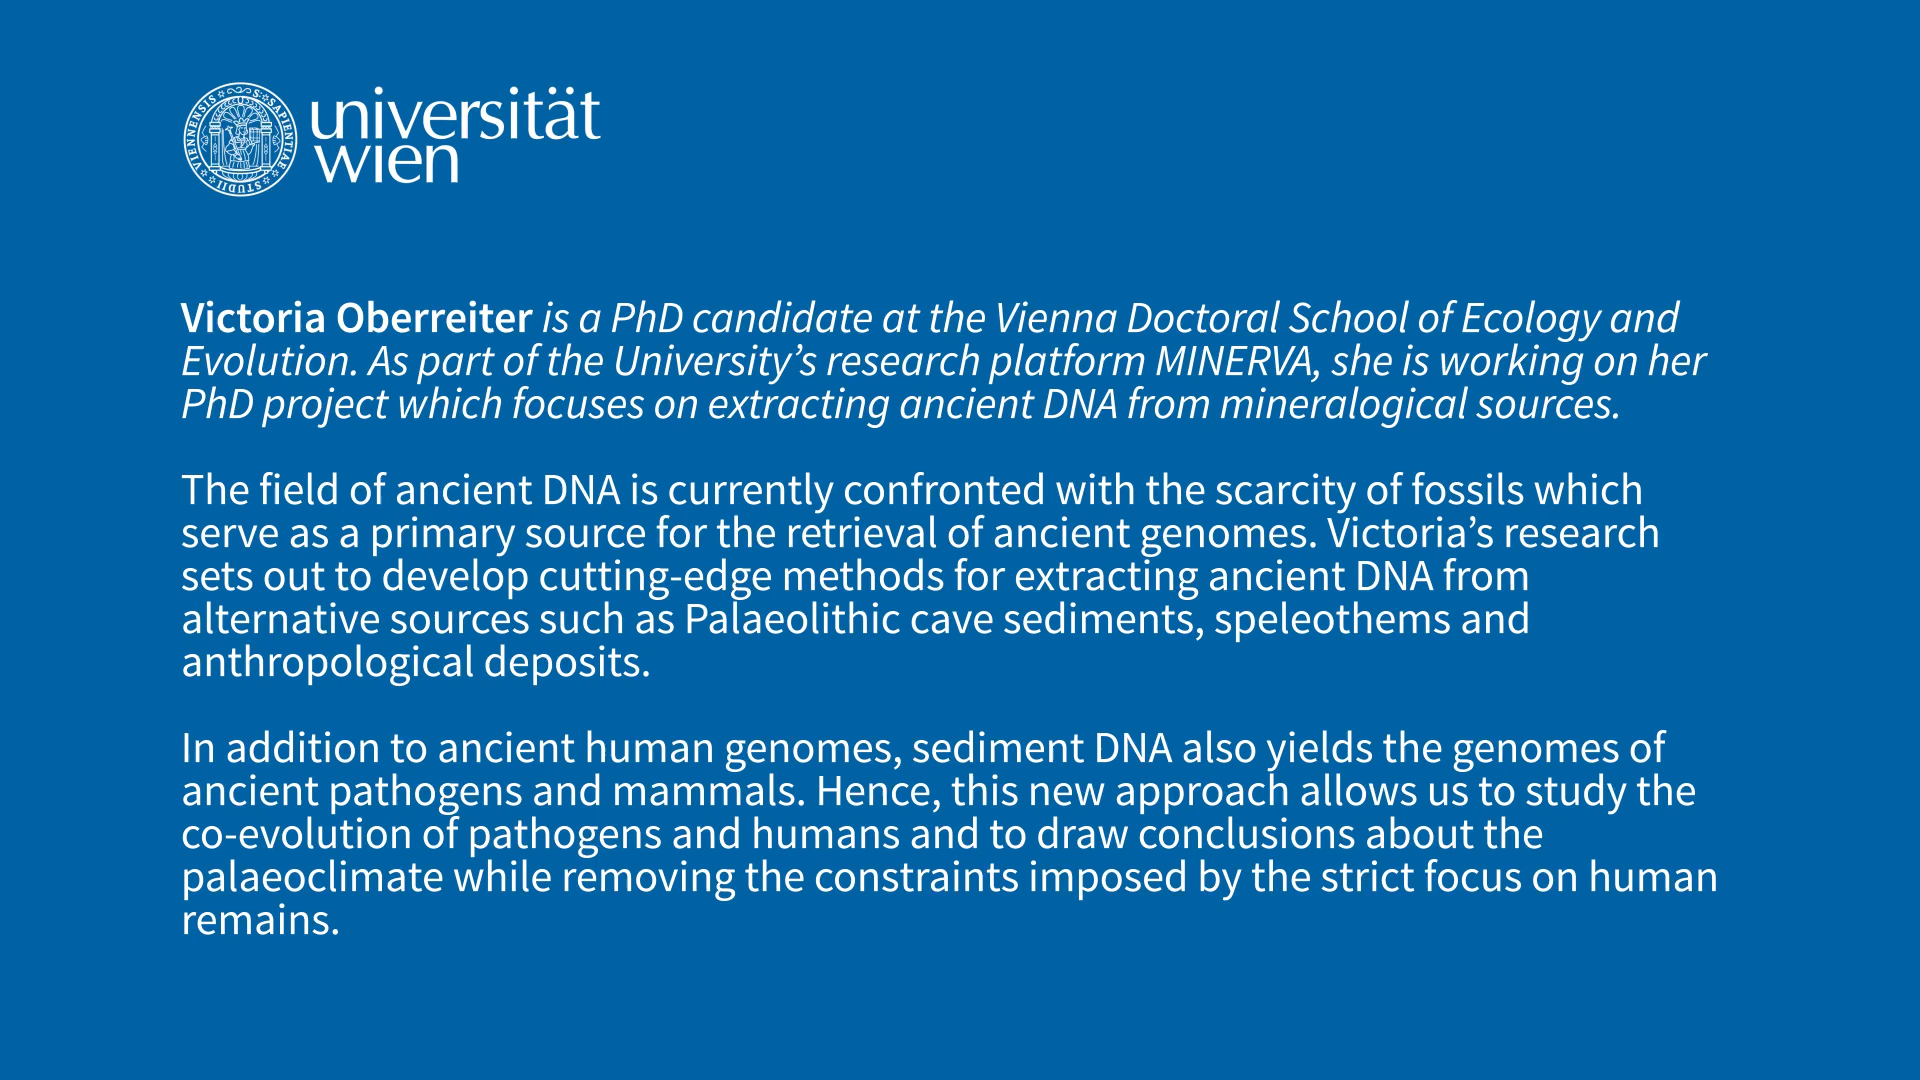 VIENNENSIS * S: SAPIENTIAE * STUDII
universität
wien
Victoria Oberreiter is a PhD candidate at the Vienna Doctoral School of Ecology and
Evolution. As part of the University’s research platform MINERVA, she is working on her
PhD project which focuses on extracting ancient DNA from mineralogical sources.
The field of ancient DNA is currently confronted with the scarcity of fossils which
serve as a primary source for the retrieval of ancient genomes. Victoria’s research
sets out to develop cutting-edge methods for extracting ancient DNA from
alternative sources such as Palaeolithic cave sediments, speleothems and
anthropological deposits.
In addition to ancient human genomes, sediment DNA also yields the genomes of
ancient pathogens and mammals. Hence, this new approach allows us to study the
co-evolution of pathogens and humans and to draw conclusions about the
palaeoclimate while removing the constraints imposed by the strict focus on human
remains.